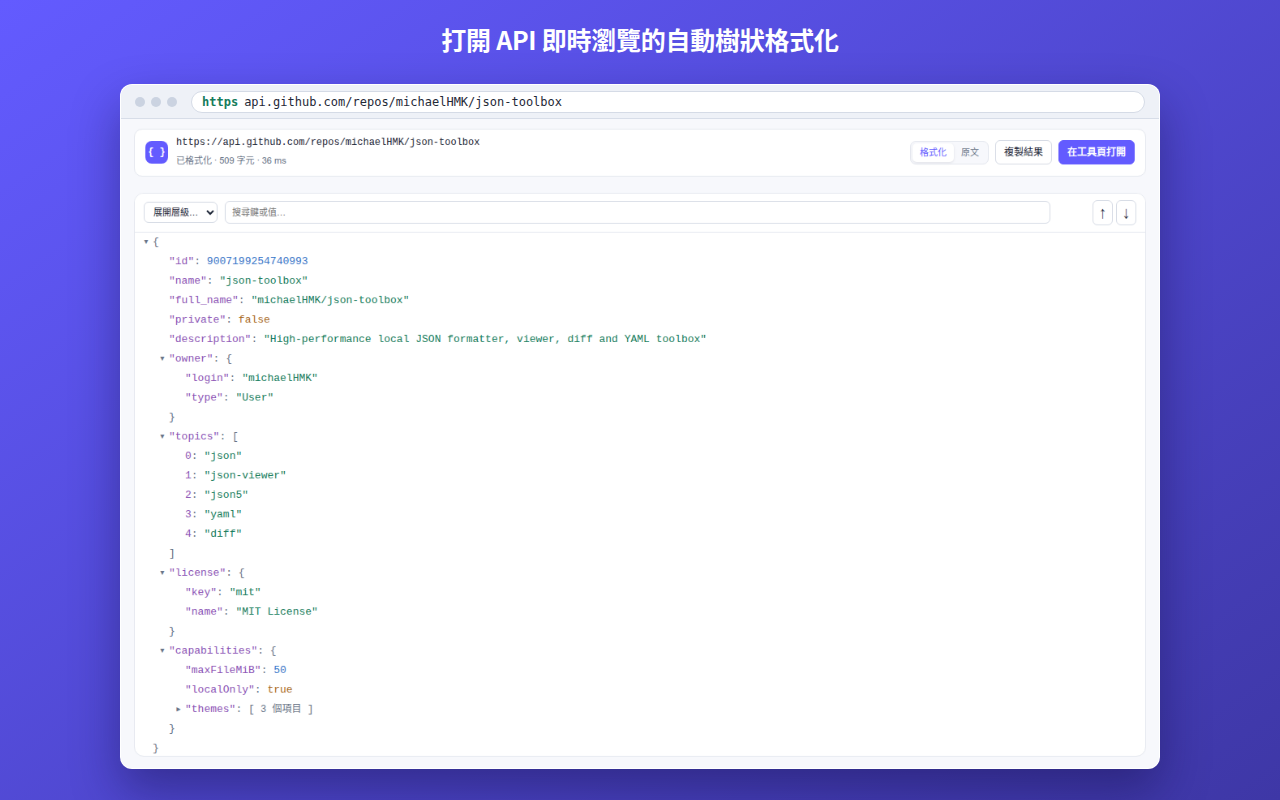 打開 API 即時瀏覽的自動樹狀格式化
https api.github.com/repos/michaelHMK/json-toolbox
{ } https://api.github.com/repos/michaelHMK/json-toolbox
已格式化 · 509 字元 · 36 ms
格式化 原文 複製結果 在工具頁打開
展開層級... 搜尋鍵或值... ↑ ↓
▾ {
"id": 9007199254740993
"name": "json-toolbox"
"full_name": "michaelHMK/json-toolbox"
"private": false
"description": "High-performance local JSON formatter, viewer, diff and YAML toolbox"
▾ "owner": {
"login": "michaelHMK"
"type": "User"
}
▾ "topics": [
0: "json"
1: "json-viewer"
2: "json5"
3: "yaml"
4: "diff"
]
▾ "license": {
"key": "mit"
"name": "MIT License"
}
▾ "capabilities": {
"maxFileMiB": 50
"localOnly": true
▸ "themes": [ 3 個項目 ]
}
}